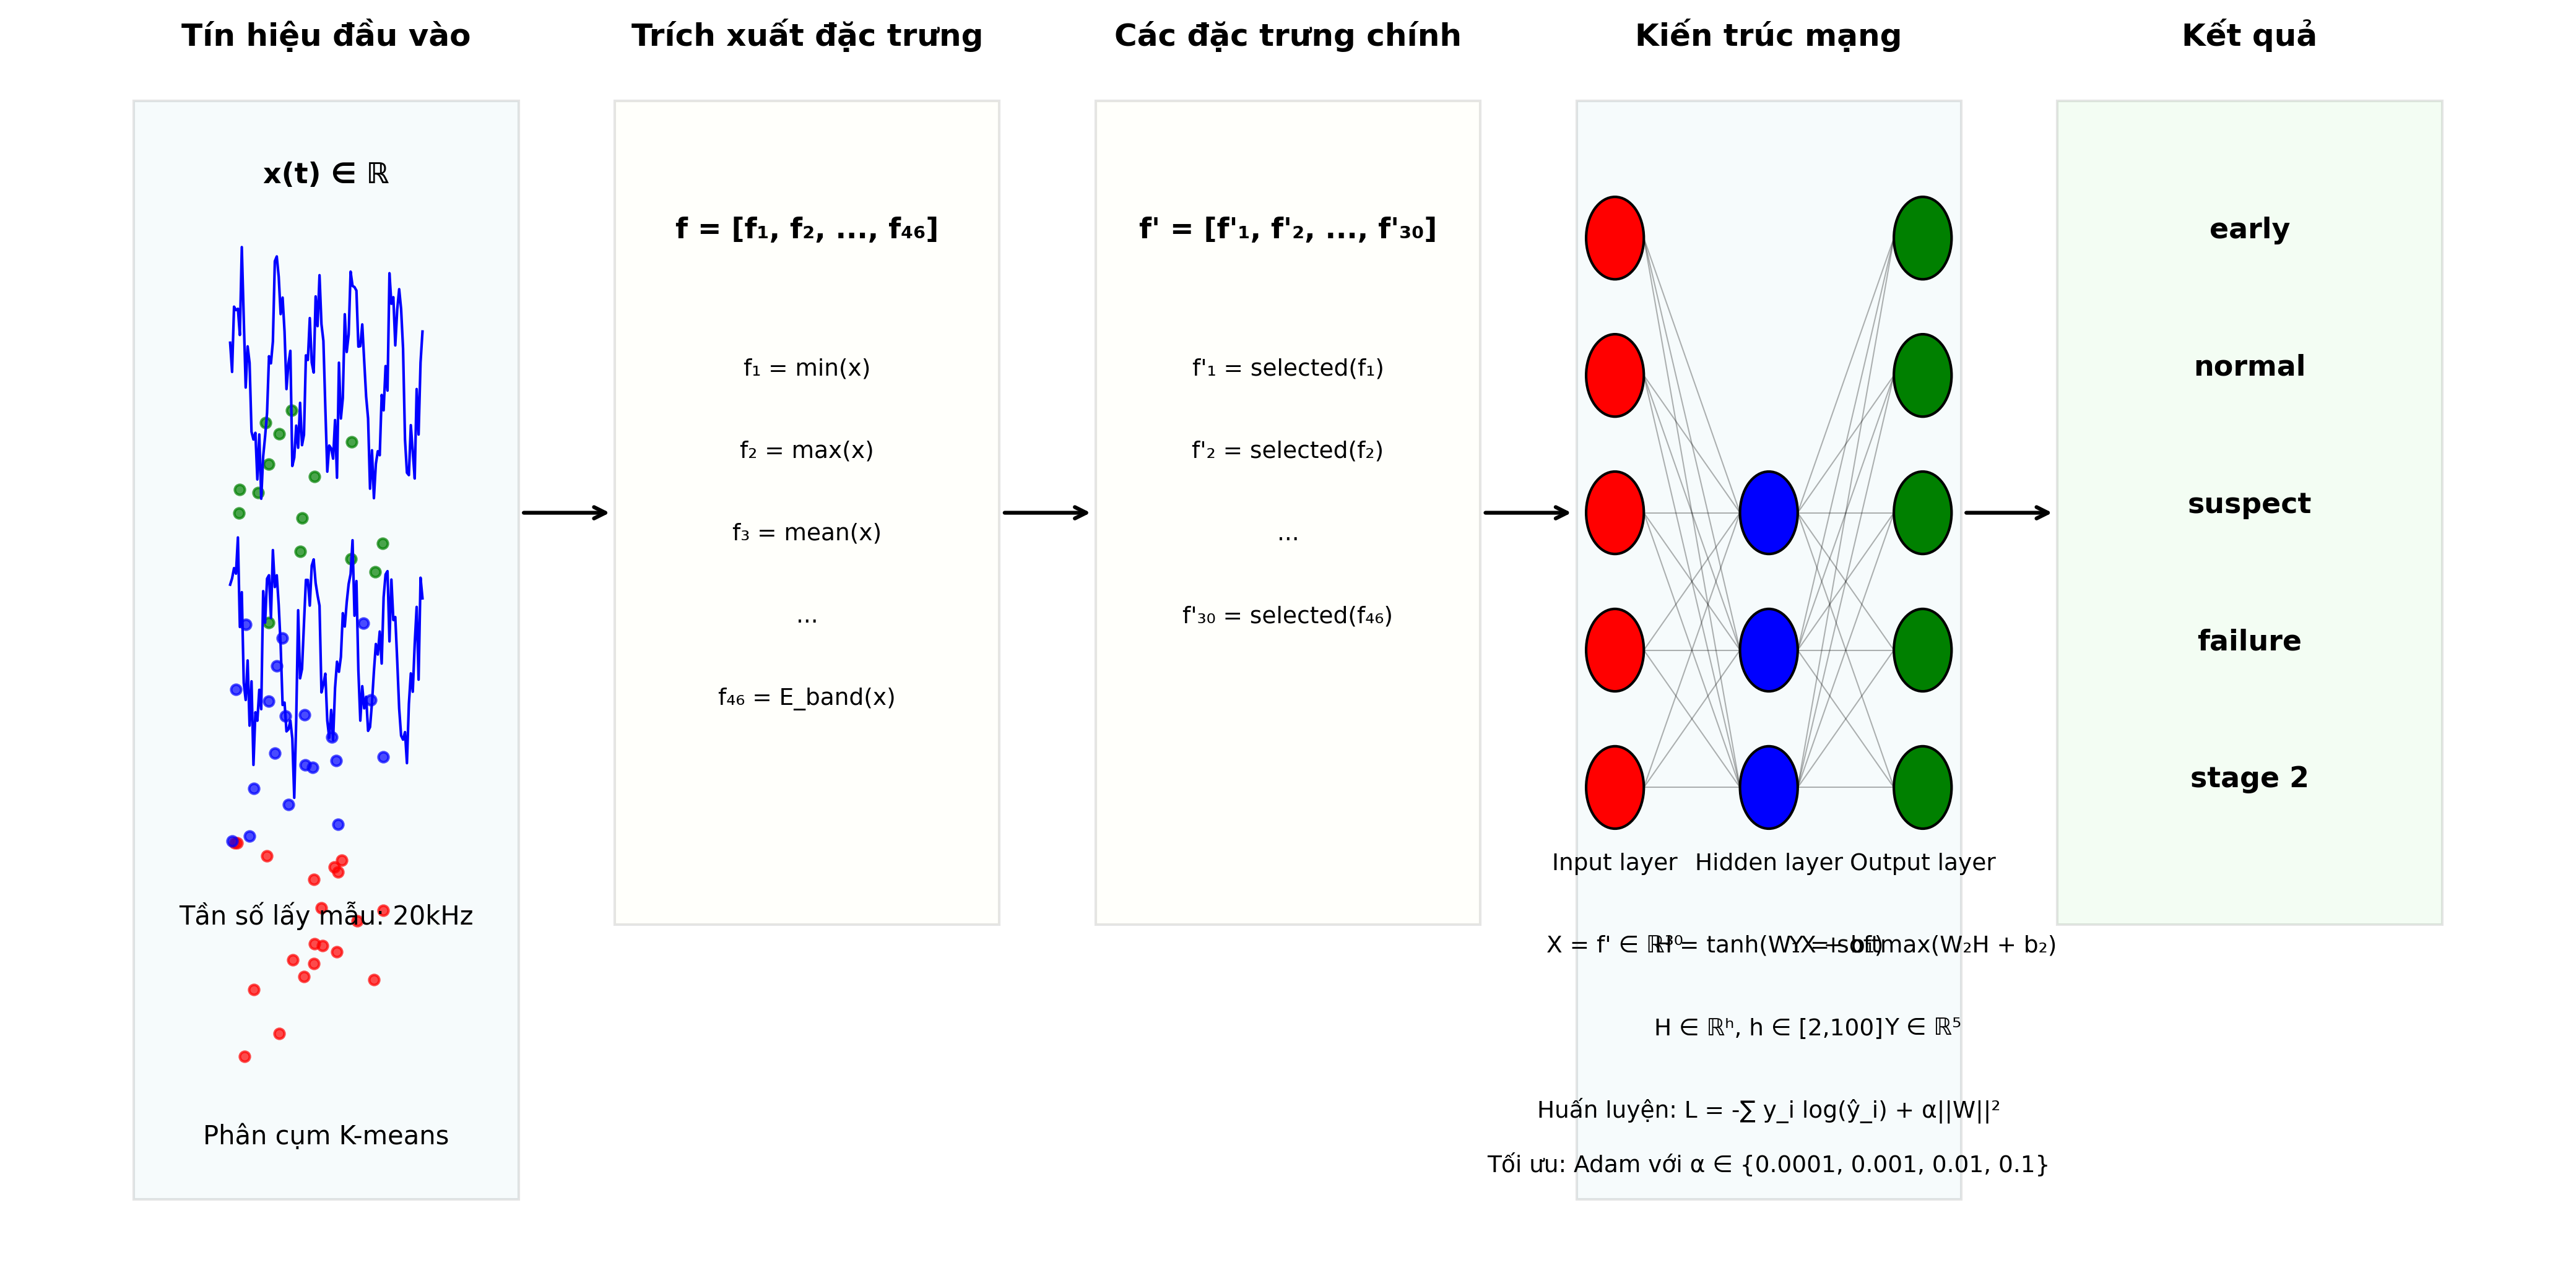 Tín hiệu đầu vào
x(t) ∈ ℝ
Tần số lấy mẫu: 20kHz
Phân cụm K-means
Trích xuất đặc trưng
f = [f₁, f₂, ..., f₄₆]
f₁ = min(x)
f₂ = max(x)
f₃ = mean(x)
...
f₄₆ = E_band(x)
Các đặc trưng chính
f' = [f'₁, f'₂, ..., f'₃₀]
f'₁ = selected(f₁)
f'₂ = selected(f₂)
...
f'₃₀ = selected(f₄₆)
Kiến trúc mạng
Input layer Hidden layer Output layer
X = f' ∈ ℝ³⁰ H = tanh(W₁X + b₁) Y = softmax(W₂H + b₂)
H ∈ ℝʰ, h ∈ [2,100] Y ∈ ℝ⁵
Huấn luyện: L = -∑ y_i log(ŷ_i) + α||W||²
Tối ưu: Adam với α ∈ {0.0001, 0.001, 0.01, 0.1}
Kết quả
early
normal
suspect
failure
stage 2